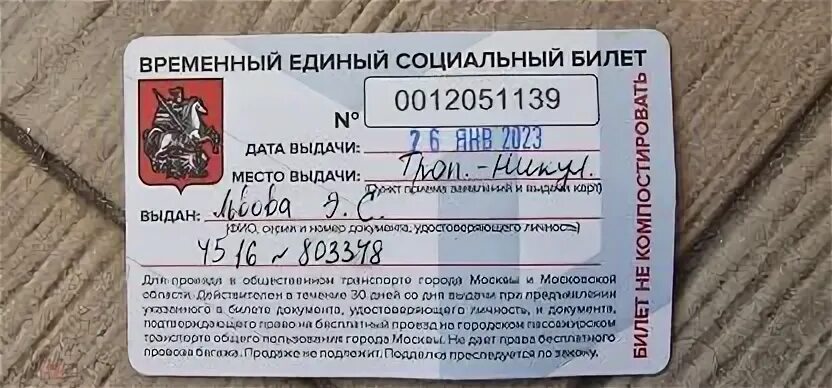 ВРЕМЕННЫЙ ЕДИНЫЙ СОЦИАЛЬНЫЙ БИЛЕТ
№ 0012051139
ДАТА ВЫДАЧИ: 26 ЯНВ 2023
МЕСТО ВЫДАЧИ: Троп.-Никул.
(Пункт приема заявлений и выдачи карт)
ВЫДАН: Львова Э. С.
(ФИО, серия и номер документа, удостоверяющего личность)
4516 № 803378
Для проезда в общественном транспорте города Москвы и Московской
области. Действителен в течение 30 дней со дня выдачи при предъявлении
указанного в билете документа, удостоверяющего личность, и документа,
подтверждающего право на бесплатный проезд на городском пассажирском
транспорте общего пользования города Москвы. Не дает права бесплатного
провоза багажа. Продаже не подлежит. Подделка преследуется по закону.
БИЛЕТ НЕ КОМПОСТИРОВАТЬ